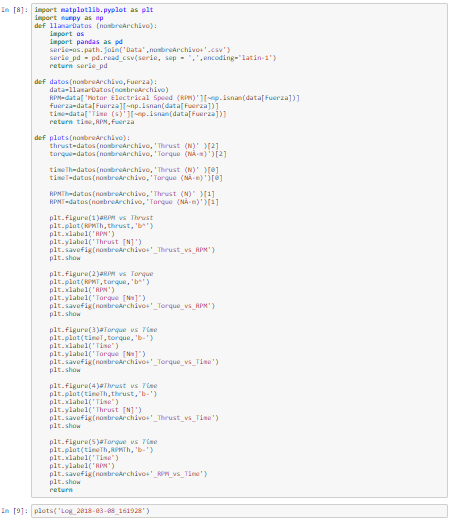 In [8]: import matplotlib.pyplot as plt
import numpy as np
def llamarDatos (nombreArchivo):
    import os
    import pandas as pd
    serie=os.path.join('Data',nombreArchivo+'.csv')
    serie_pd = pd.read_csv(serie, sep = ',',encoding='latin-1')
    return serie_pd

def datos(nombreArchivo,Fuerza):
    data=llamarDatos(nombreArchivo)
    RPM=data['Motor Electrical Speed (RPM)'][~np.isnan(data[Fuerza])]
    fuerza=data[Fuerza][~np.isnan(data[Fuerza])]
    time=data['Time (s)'][~np.isnan(data[Fuerza])]
    return time,RPM,fuerza

def plots(nombreArchivo):
    thrust=datos(nombreArchivo,'Thrust (N)' )[2]
    torque=datos(nombreArchivo,'Torque (NÂ·m)')[2]

    timeTh=datos(nombreArchivo,'Thrust (N)' )[0]
    timeT=datos(nombreArchivo,'Torque (NÂ·m)')[0]

    RPMTh=datos(nombreArchivo,'Thrust (N)' )[1]
    RPMT=datos(nombreArchivo,'Torque (NÂ·m)')[1]

    plt.figure(1)#RPM vs Thrust
    plt.plot(RPMTh,thrust,'b^')
    plt.xlabel('RPM')
    plt.ylabel('Thrust [N]')
    plt.savefig(nombreArchivo+'_Thrust_vs_RPM')
    plt.show

    plt.figure(2)#RPM vs Torque
    plt.plot(RPMT,torque,'b^')
    plt.xlabel('RPM')
    plt.ylabel('Torque [Nm]')
    plt.savefig(nombreArchivo+'_Torque_vs_RPM')
    plt.show

    plt.figure(3)#Torque vs Time
    plt.plot(timeT,torque,'b-')
    plt.xlabel('Time')
    plt.ylabel('Torque [Nm]')
    plt.savefig(nombreArchivo+'_Torque_vs_Time')
    plt.show

    plt.figure(4)#Thrust vs Time
    plt.plot(timeTh,thrust,'b-')
    plt.xlabel('Time')
    plt.ylabel('Thrust [N]')
    plt.savefig(nombreArchivo+'_Thrust_vs_Time')
    plt.show

    plt.figure(5)#Torque vs Time
    plt.plot(timeTh,RPMTh,'b-')
    plt.xlabel('Time')
    plt.ylabel('RPM')
    plt.savefig(nombreArchivo+'_RPM_vs_Time')
    plt.show
    return

In [9]: plots('Log_2018-03-08_161928')